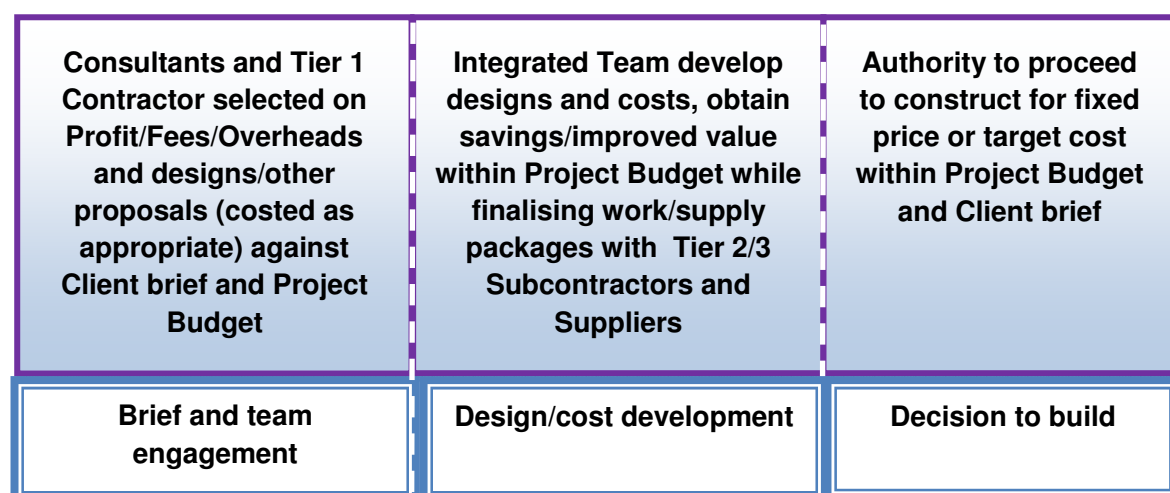 Consultants and Tier 1
Contractor selected on
Profit/Fees/Overheads
and designs/other
proposals (costed as
appropriate) against
Client brief and Project
Budget
Integrated Team develop
designs and costs, obtain
savings/improved value
within Project Budget while
finalising work/supply
packages with Tier 2/3
Subcontractors and
Suppliers
Authority to proceed
to construct for fixed
price or target cost
within Project Budget
and Client brief
Brief and team
engagement
Design/cost development
Decision to build